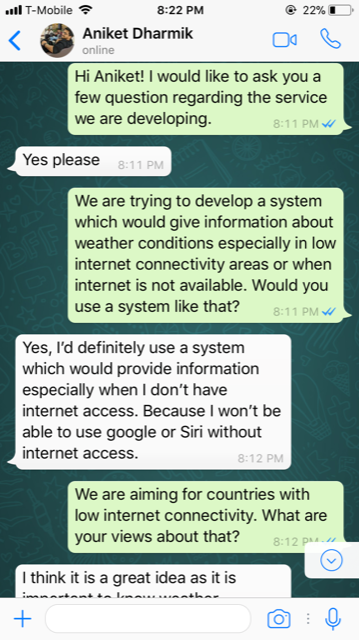 T-Mobile 8:22 PM 22%
Aniket Dharmik
online
Hi Aniket! I would like to ask you a
few question regarding the service
we are developing.
8:11 PM
Yes please 8:11 PM
We are trying to develop a system
which would give information about
weather conditions especially in low
internet connectivity areas or when
internet is not available. Would you
use a system like that?
8:11 PM
Yes, I’d definitely use a system
which would provide information
especially when I don’t have
internet access. Because I won’t be
able to use google or Siri without
internet access.
8:12 PM
We are aiming for countries with
low internet connectivity. What are
your views about that?
8:12 PM
I think it is a great idea as it is
important to know weather